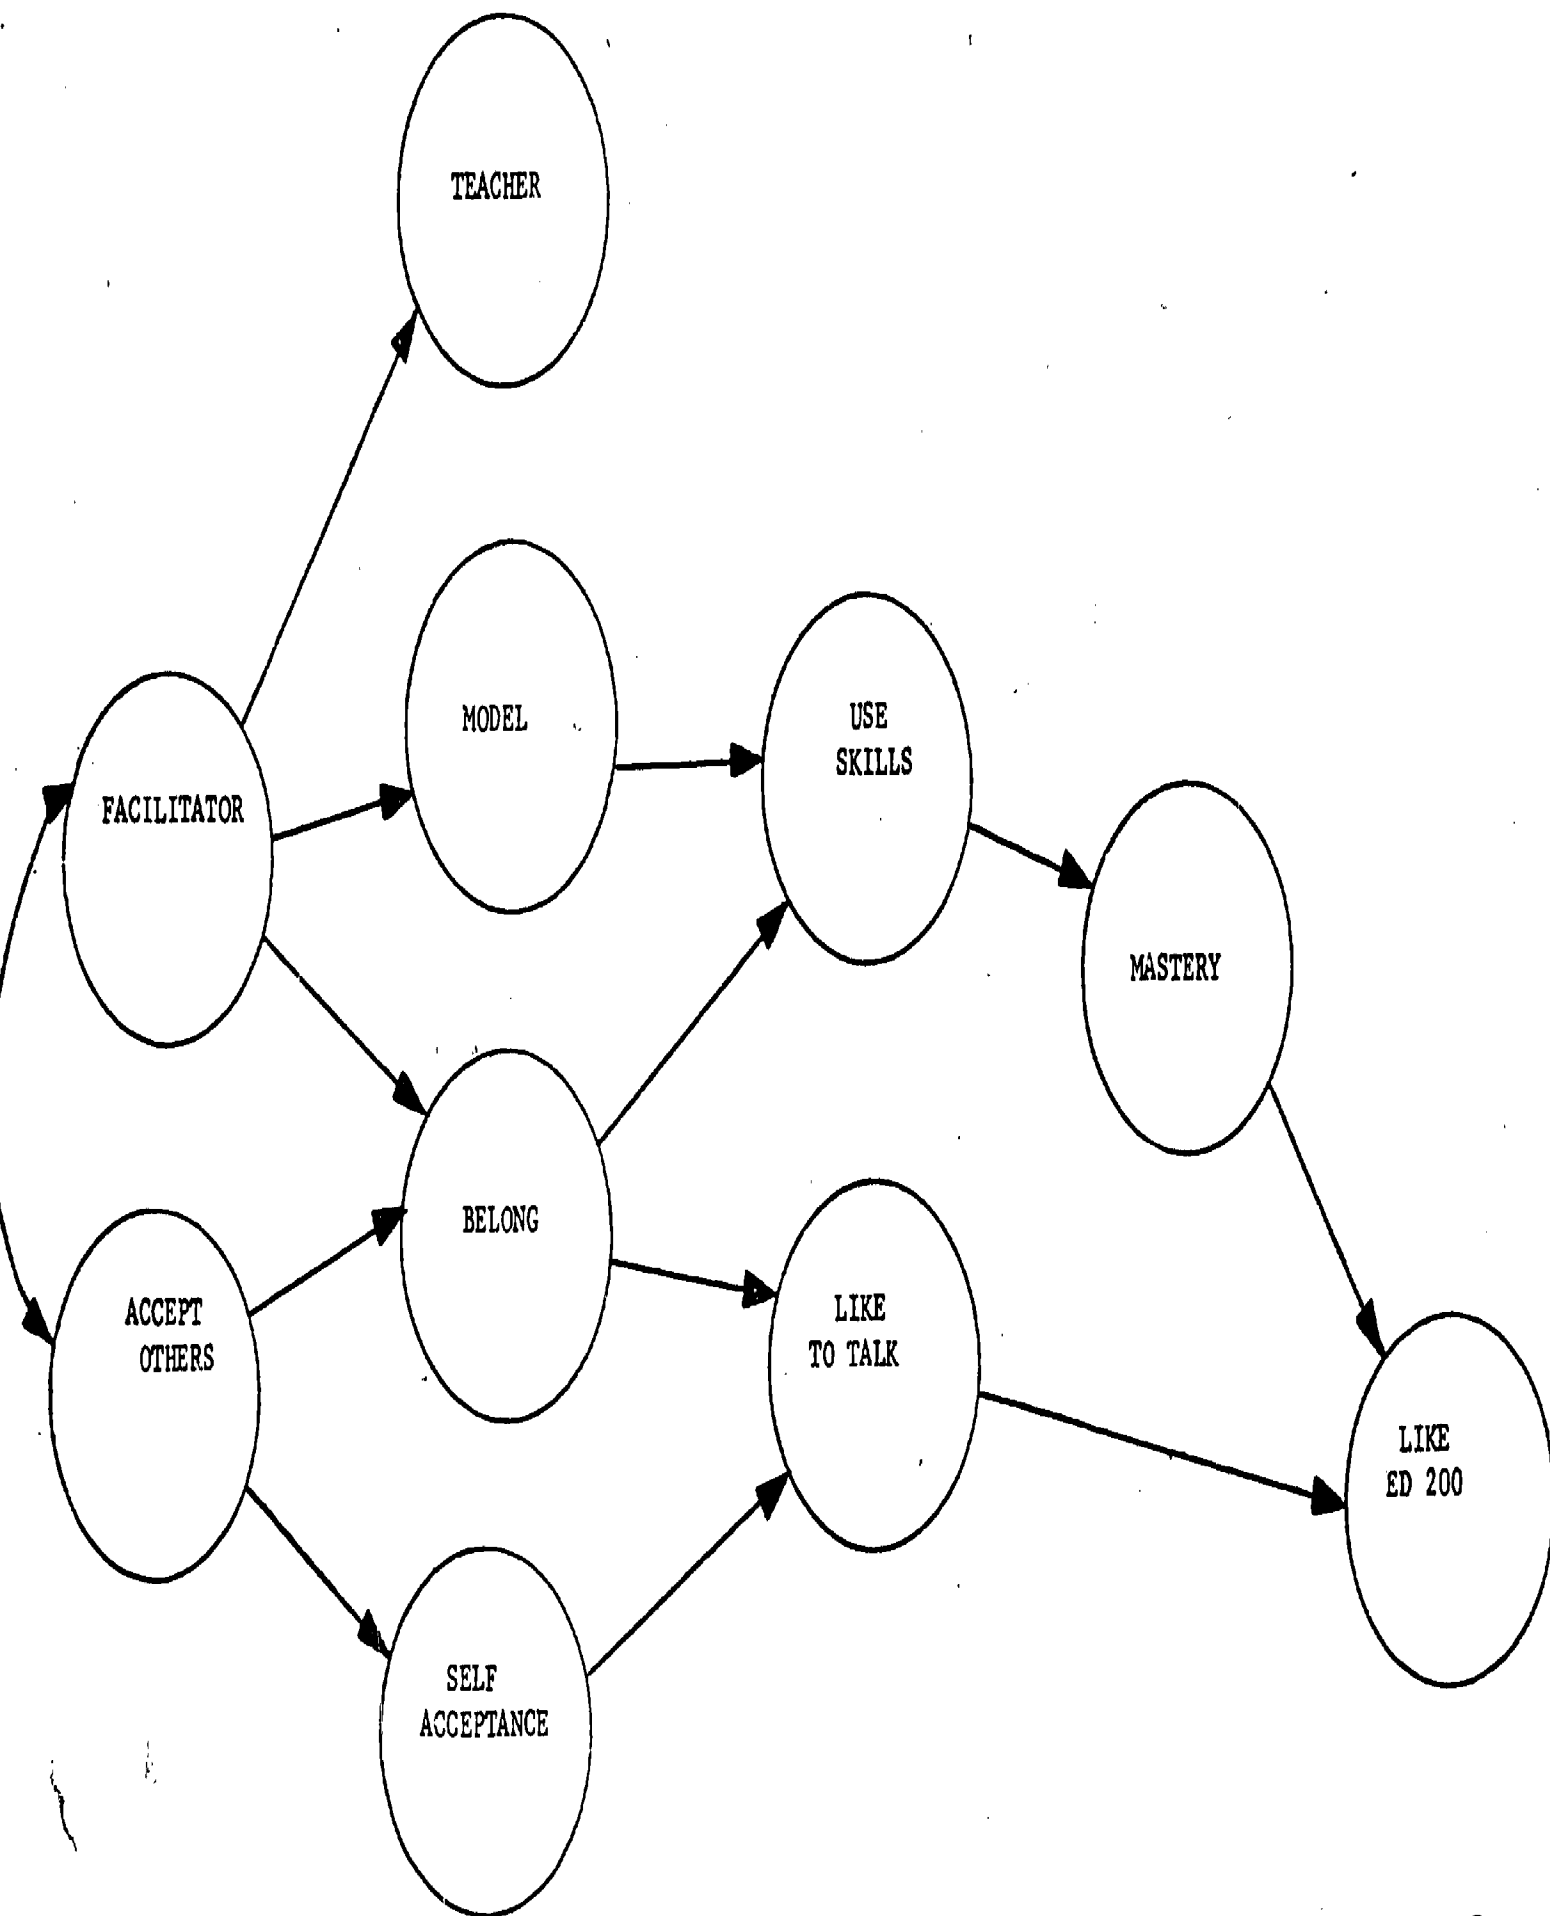 TEACHER
MODEL
USE
SKILLS
FACILITATOR
MASTERY
BELONG
ACCEPT
OTHERS
LIKE
TO TALK
LIKE
ED 200
SELF
ACCEPTANCE